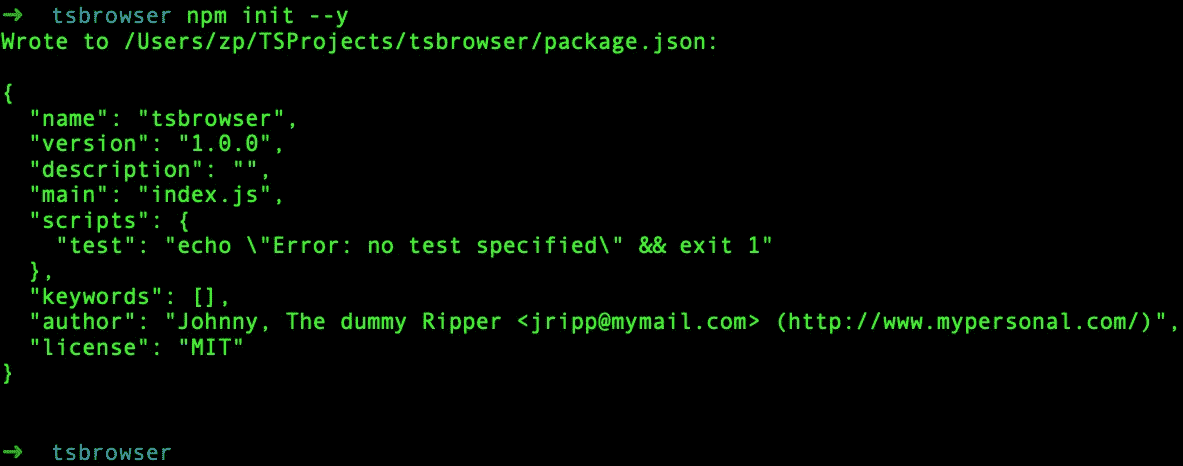 → tsbrowser npm init --y
Wrote to /Users/zp/TSProjects/tsbrowser/package.json:
{
  "name": "tsbrowser",
  "version": "1.0.0",
  "description": "",
  "main": "index.js",
  "scripts": {
    "test": "echo \"Error: no test specified\" && exit 1"
  },
  "keywords": [],
  "author": "Johnny, The dummy Ripper <jripp@mymail.com> (http://www.mypersonal.com/)",
  "license": "MIT"
}
→ tsbrowser